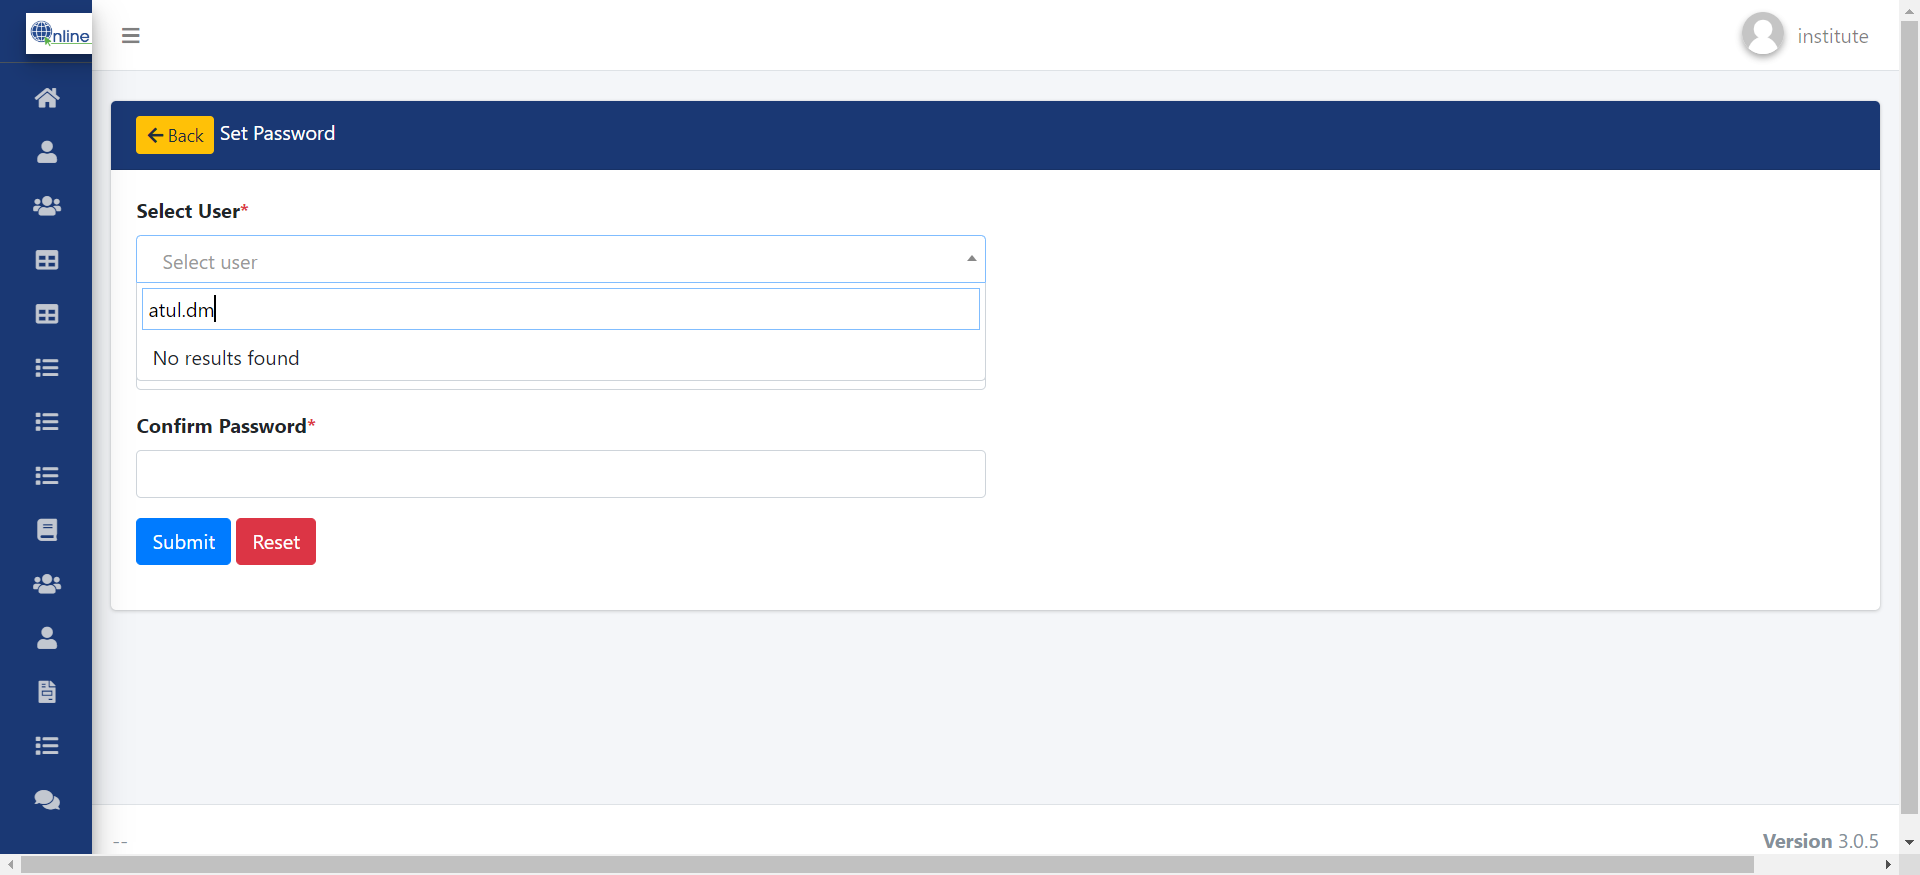 nline
institute
Back
Set Password
Select User*
Select user
atul.dm
No results found
Confirm Password*
Submit
Reset
--
Version 3.0.5